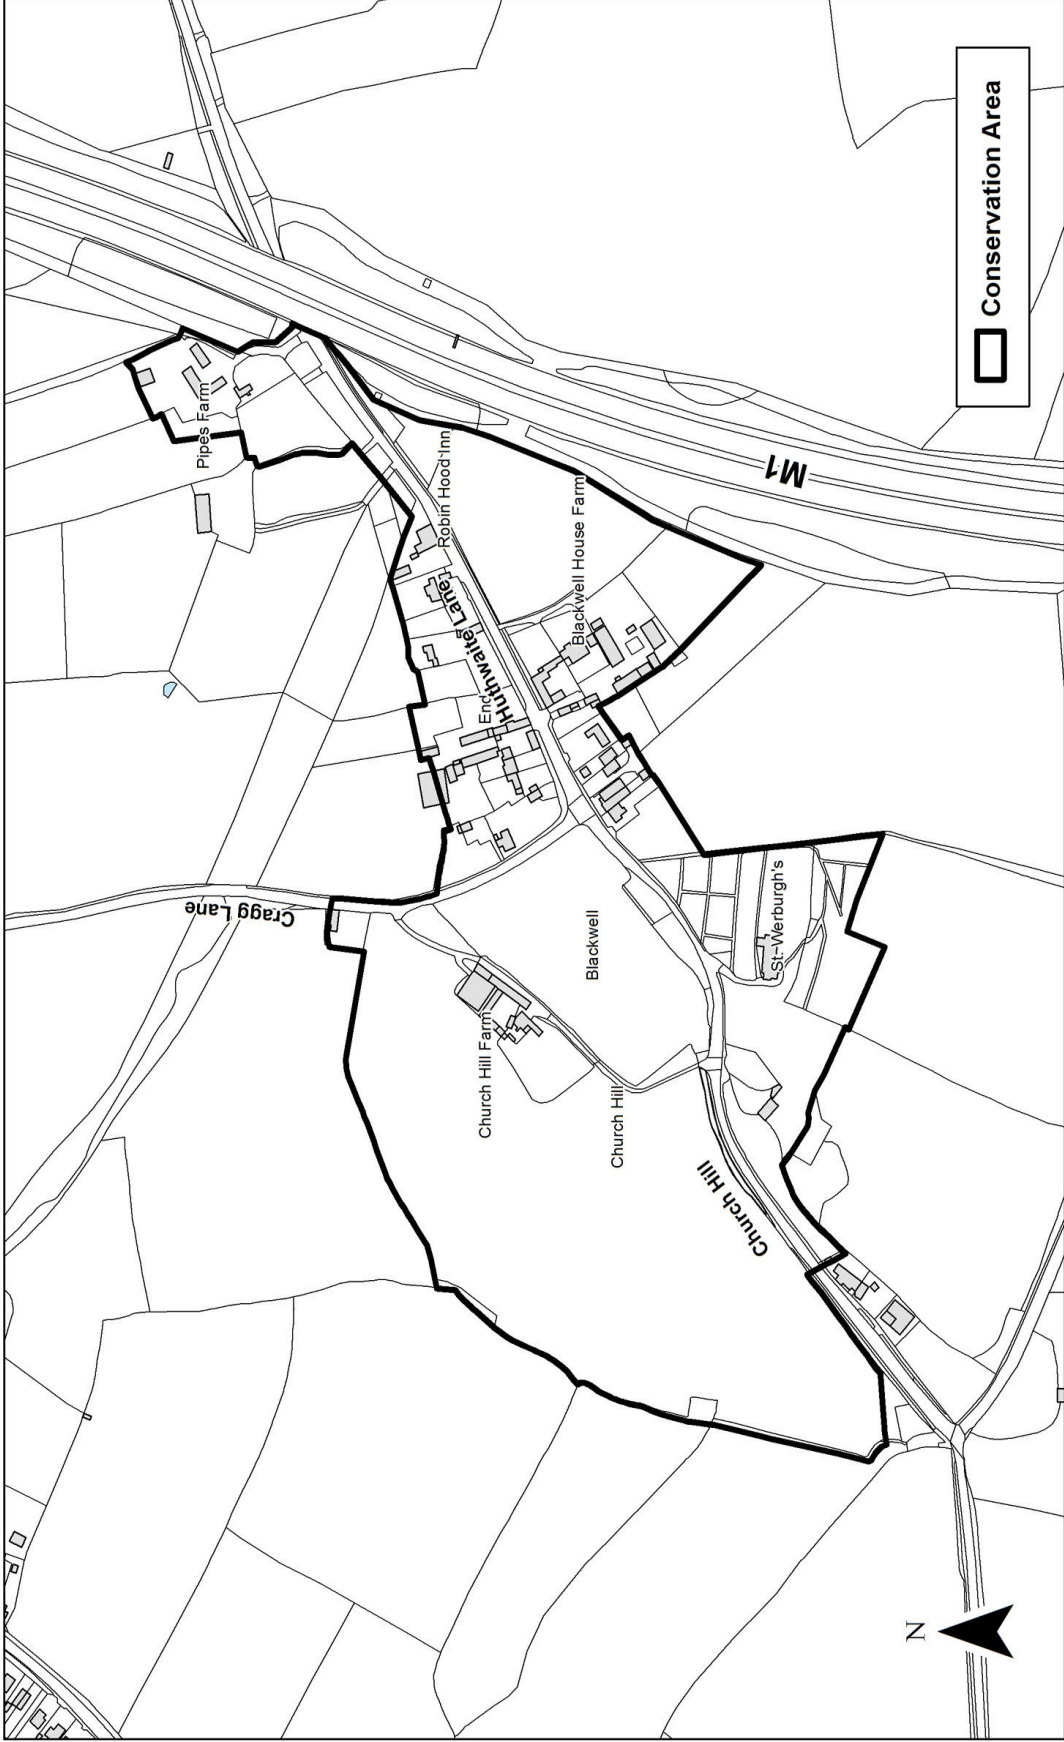 Cragg Lane
Pipes Farm
Robin Hood Inn
Huthwaite Lane
End
Blackwell House Farm
M1
Blackwell
St-Werburgh's
Church Hill Farm
Church Hill
Church Hill
Conservation Area
N